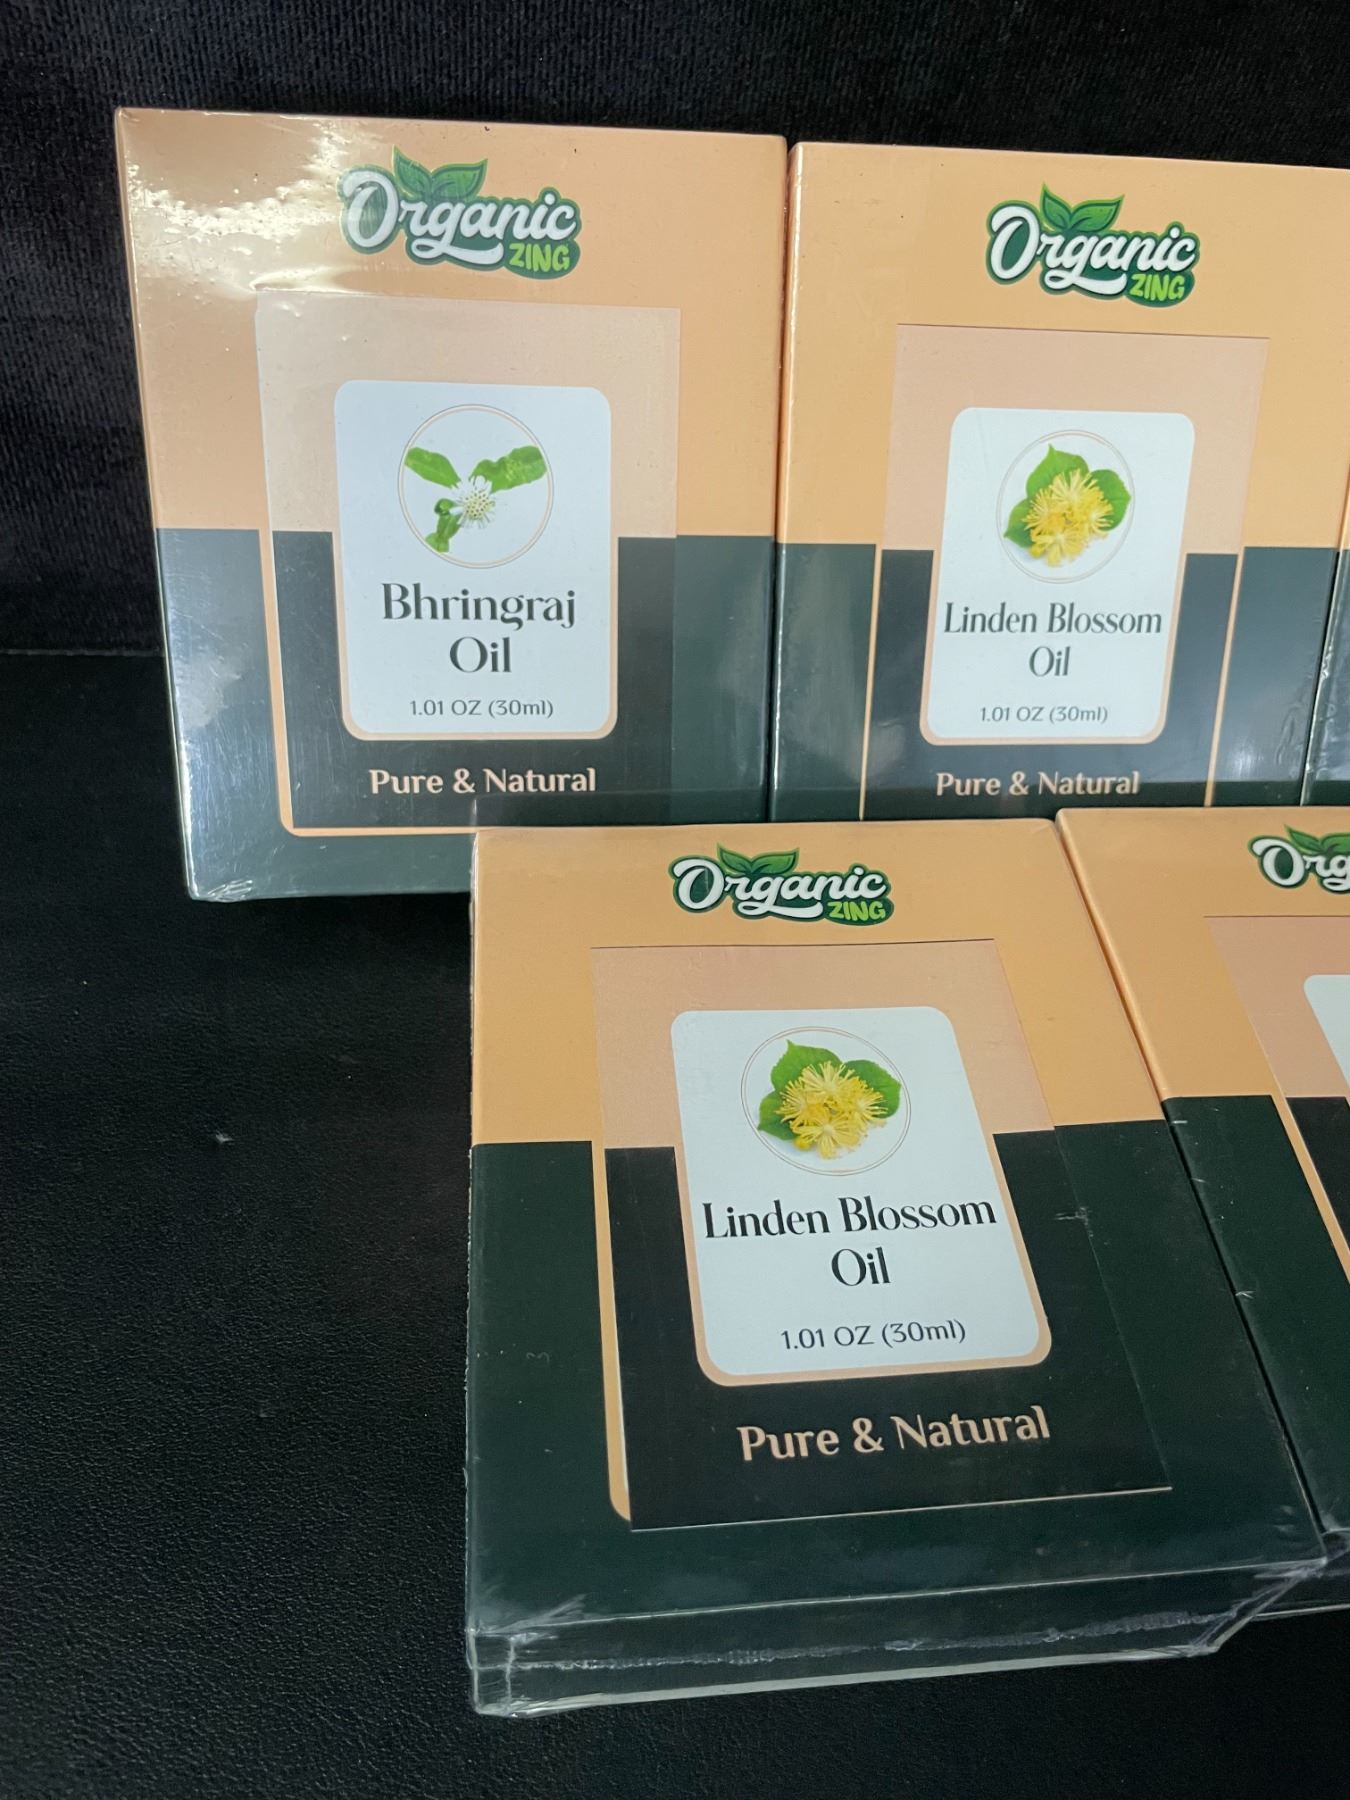 Organic
ZING
Bhringraj
Oil
1.01 OZ (30ml)
Pure & Natural
Organic
ZING
Linden Blossom
Oil
1.01 OZ (30ml)
Pure & Natural
Organic
ZING
Linden Blossom
Oil
1.01 OZ (30ml)
Pure & Natural
Org